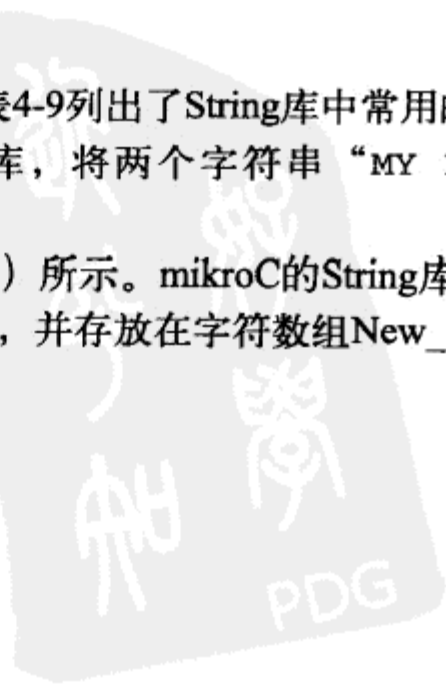 表4-9列出了String库中常用
库，将两个字符串“MY
）所示。mikroC的String库
，并存放在字符数组New_
PDG